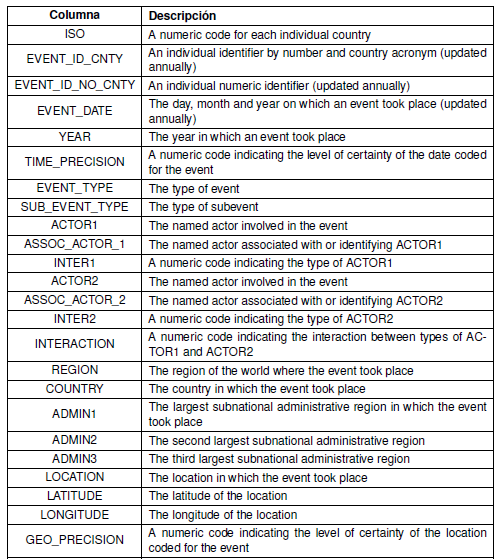 Columna Descripción
ISO A numeric code for each individual country
EVENT_ID_CNTY An individual identifier by number and country acronym (updated
annually)
EVENT_ID_NO_CNTY An individual numeric identifier (updated annually)
EVENT_DATE The day, month and year on which an event took place (updated
annually)
YEAR The year in which an event took place
TIME_PRECISION A numeric code indicating the level of certainty of the date coded
for the event
EVENT_TYPE The type of event
SUB_EVENT_TYPE The type of subevent
ACTOR1 The named actor involved in the event
ASSOC_ACTOR_1 The named actor associated with or identifying ACTOR1
INTER1 A numeric code indicating the type of ACTOR1
ACTOR2 The named actor involved in the event
ASSOC_ACTOR_2 The named actor associated with or identifying ACTOR2
INTER2 A numeric code indicating the type of ACTOR2
INTERACTION A numeric code indicating the interaction between types of AC-
TOR1 and ACTOR2
REGION The region of the world where the event took place
COUNTRY The country in which the event took place
ADMIN1 The largest subnational administrative region in which the event
took place
ADMIN2 The second largest subnational administrative region
ADMIN3 The third largest subnational administrative region
LOCATION The location in which the event took place
LATITUDE The latitude of the location
LONGITUDE The longitude of the location
GEO_PRECISION A numeric code indicating the level of certainty of the location
coded for the event